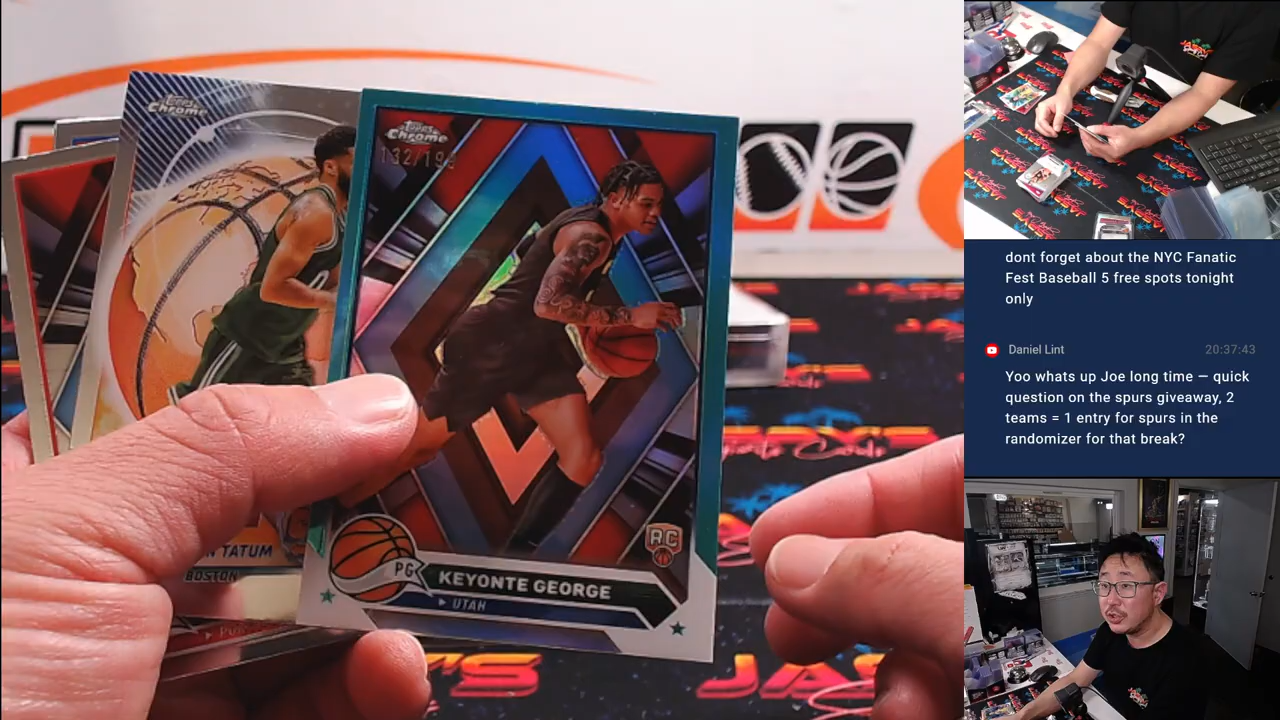 Topps
Chrome
Topps
Chrome
132/199
N TATUM
BOSTON
PG
KEYONTE GEORGE
UTAH
RC
JAS
dont forget about the NYC Fanatic
Fest Baseball 5 free spots tonight
only
Daniel Lint
20:37:43
Yoo whats up Joe long time — quick
question on the spurs giveaway, 2
teams = 1 entry for spurs in the
randomizer for that break?